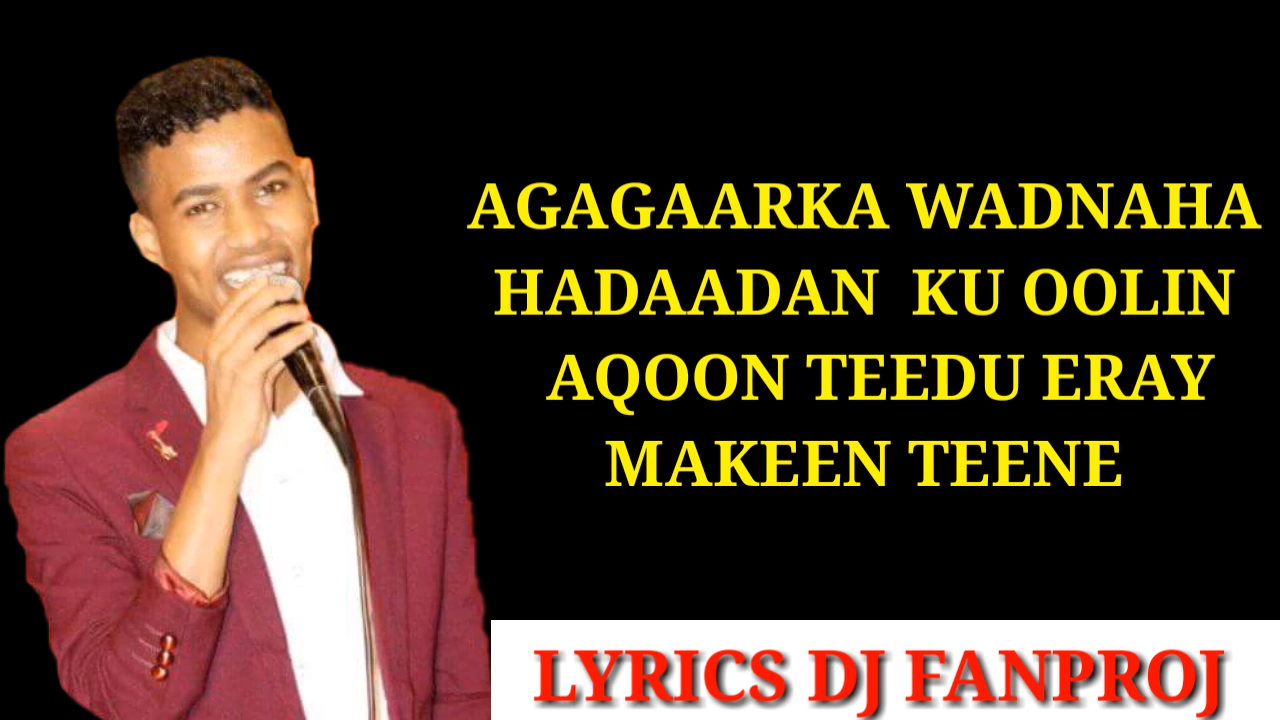 AGAGAARKA WADNAHA
HADAADAN KU OOLIN
AQOON TEEDU ERAY
MAKEEN TEENE
LYRICS DJ FANPROJ